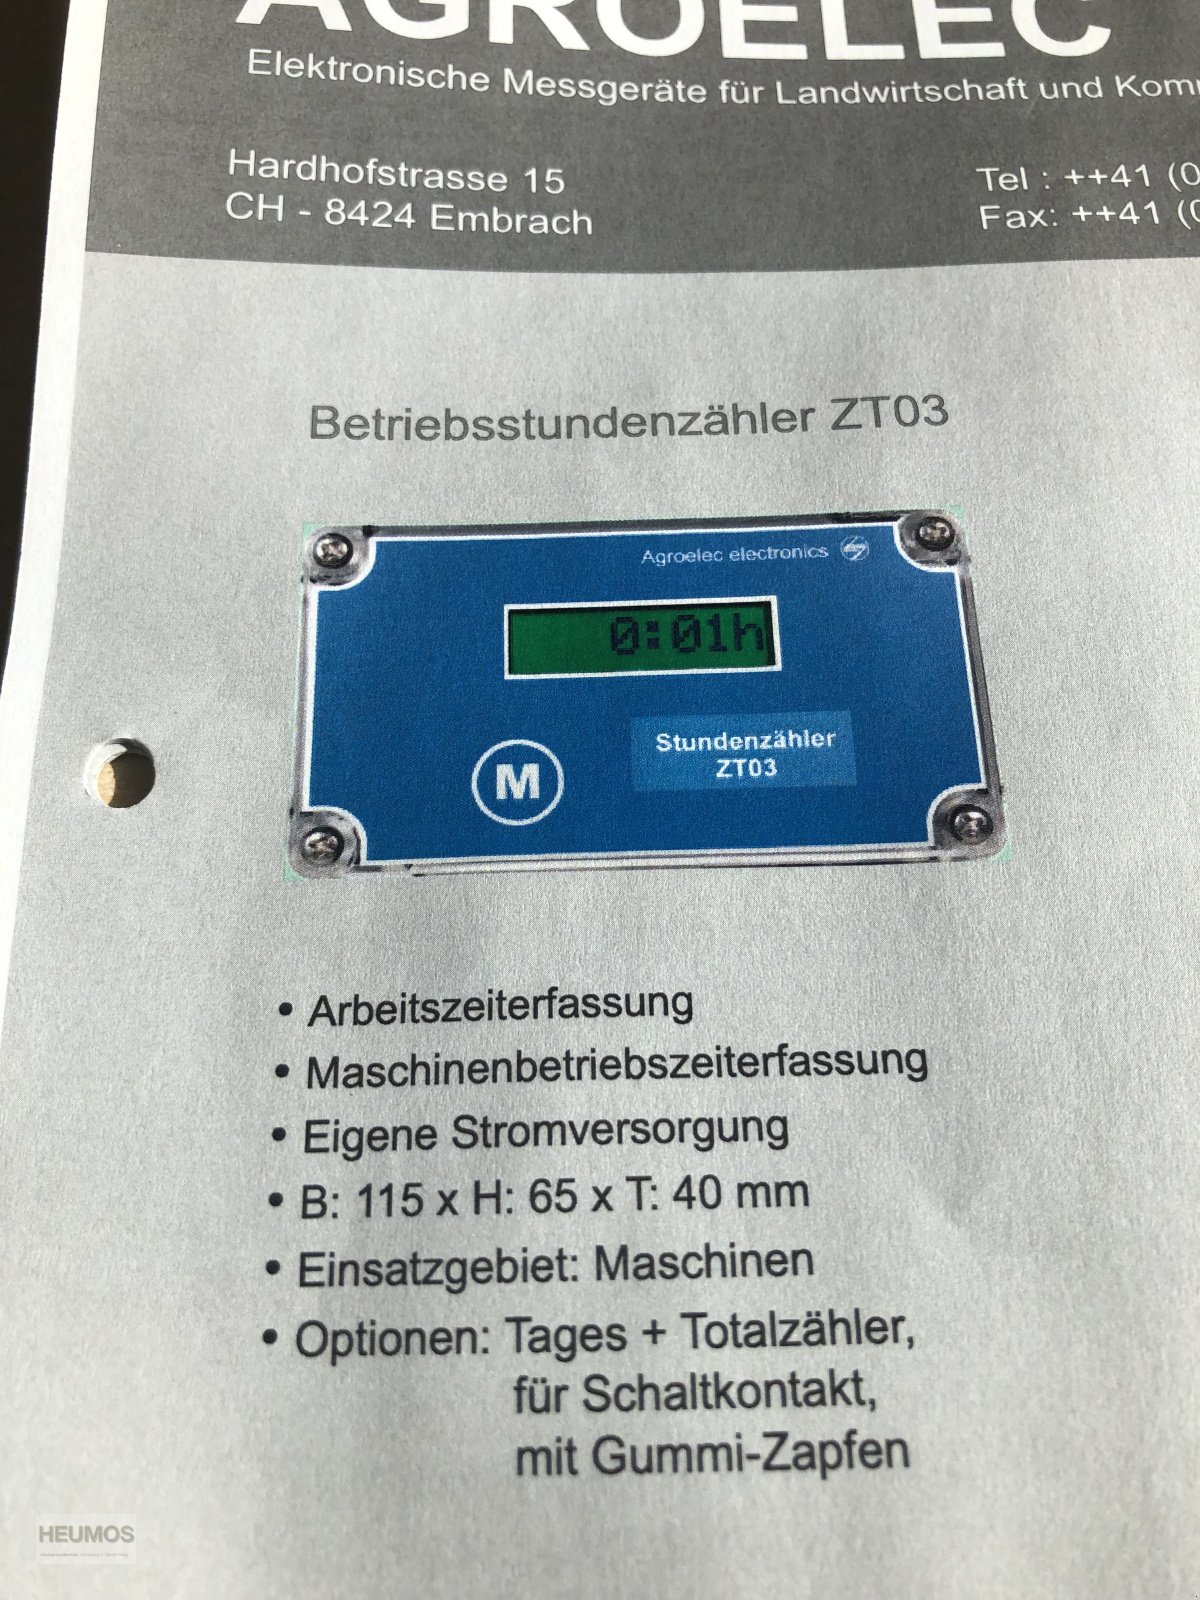 AGROELEC
Elektronische Messgeräte für Landwirtschaft und
Hardhofstrasse 15
CH - 8424 Embrach
Tel : ++41 (0
Fax: ++41 (0
Betriebsstundenzähler ZT03
Agroelec electronics
0:01h
Stundenzähler
ZT03
M
• Arbeitszeiterfassung
• Maschinenbetriebszeiterfassung
• Eigene Stromversorgung
• B: 115 x H: 65 x T: 40 mm
• Einsatzgebiet: Maschinen
• Optionen: Tages + Totalzähler,
für Schaltkontakt,
mit Gummi-Zapfen
HEUMOS